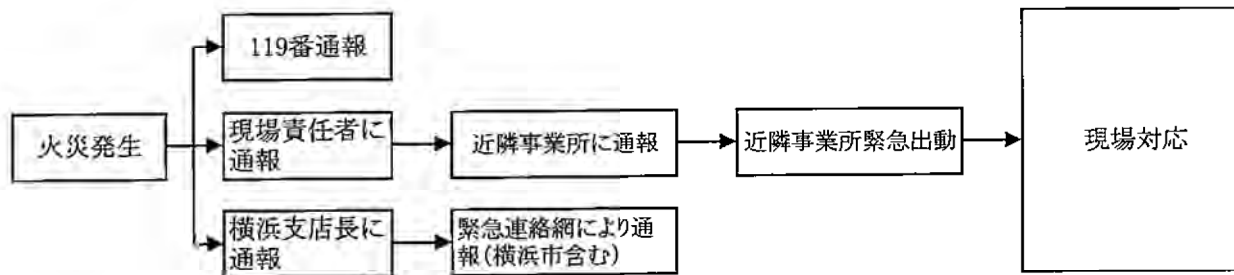 119番通報
火災発生
現場責任者に
通報
近隣事業所に通報
近隣事業所緊急出動
現場対応
横浜支店長に
通報
緊急連絡網により通
報(横浜市含む)